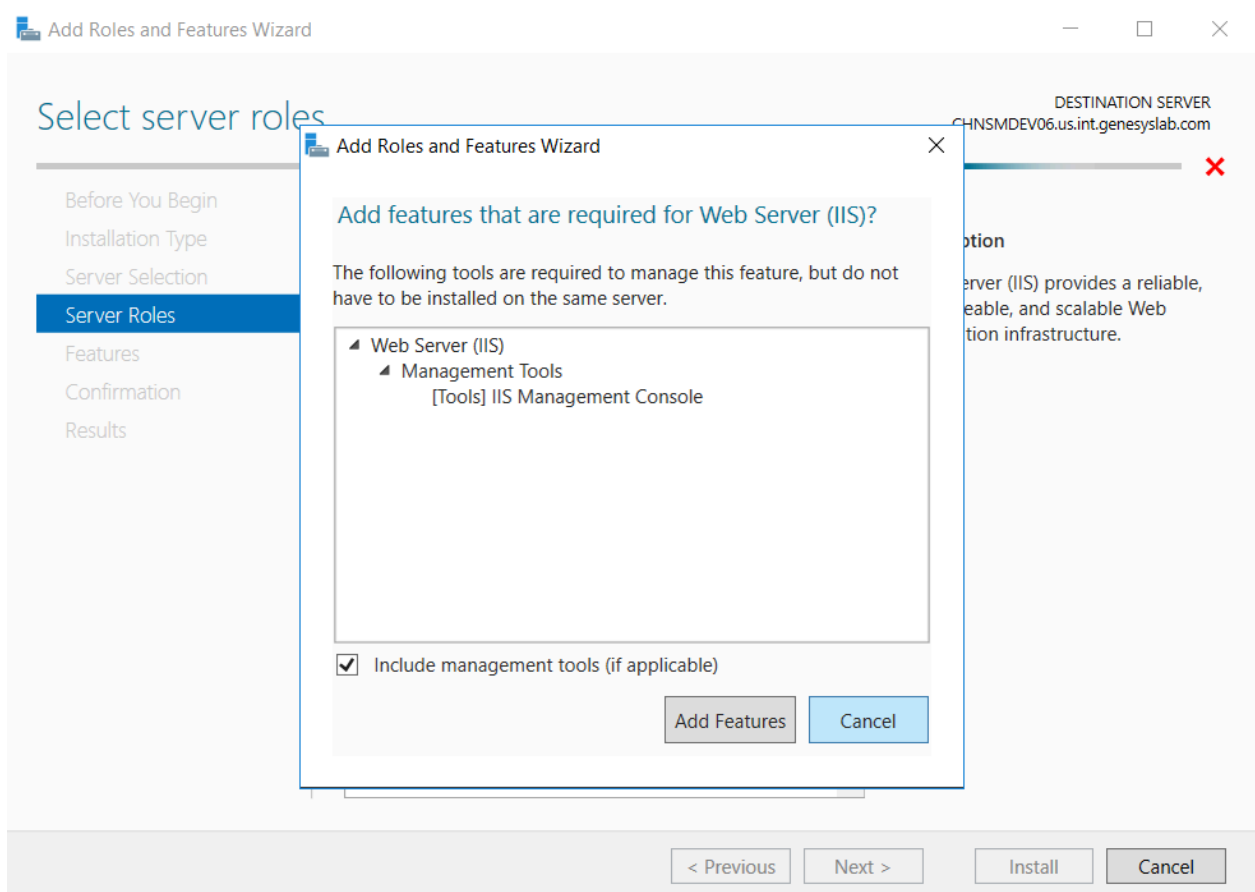 Add Roles and Features Wizard
Select server roles
DESTINATION SERVER
CHNSMDEV06.us.int.genesyslab.com
Before You Begin
Installation Type
Server Selection
Server Roles
Features
Confirmation
Results
Add Roles and Features Wizard
Add features that are required for Web Server (IIS)?
The following tools are required to manage this feature, but do not
have to be installed on the same server.
Web Server (IIS)
Management Tools
[Tools] IIS Management Console
Include management tools (if applicable)
Add Features
Cancel
ption
erver (IIS) provides a reliable,
eable, and scalable Web
tion infrastructure.
< Previous
Next >
Install
Cancel